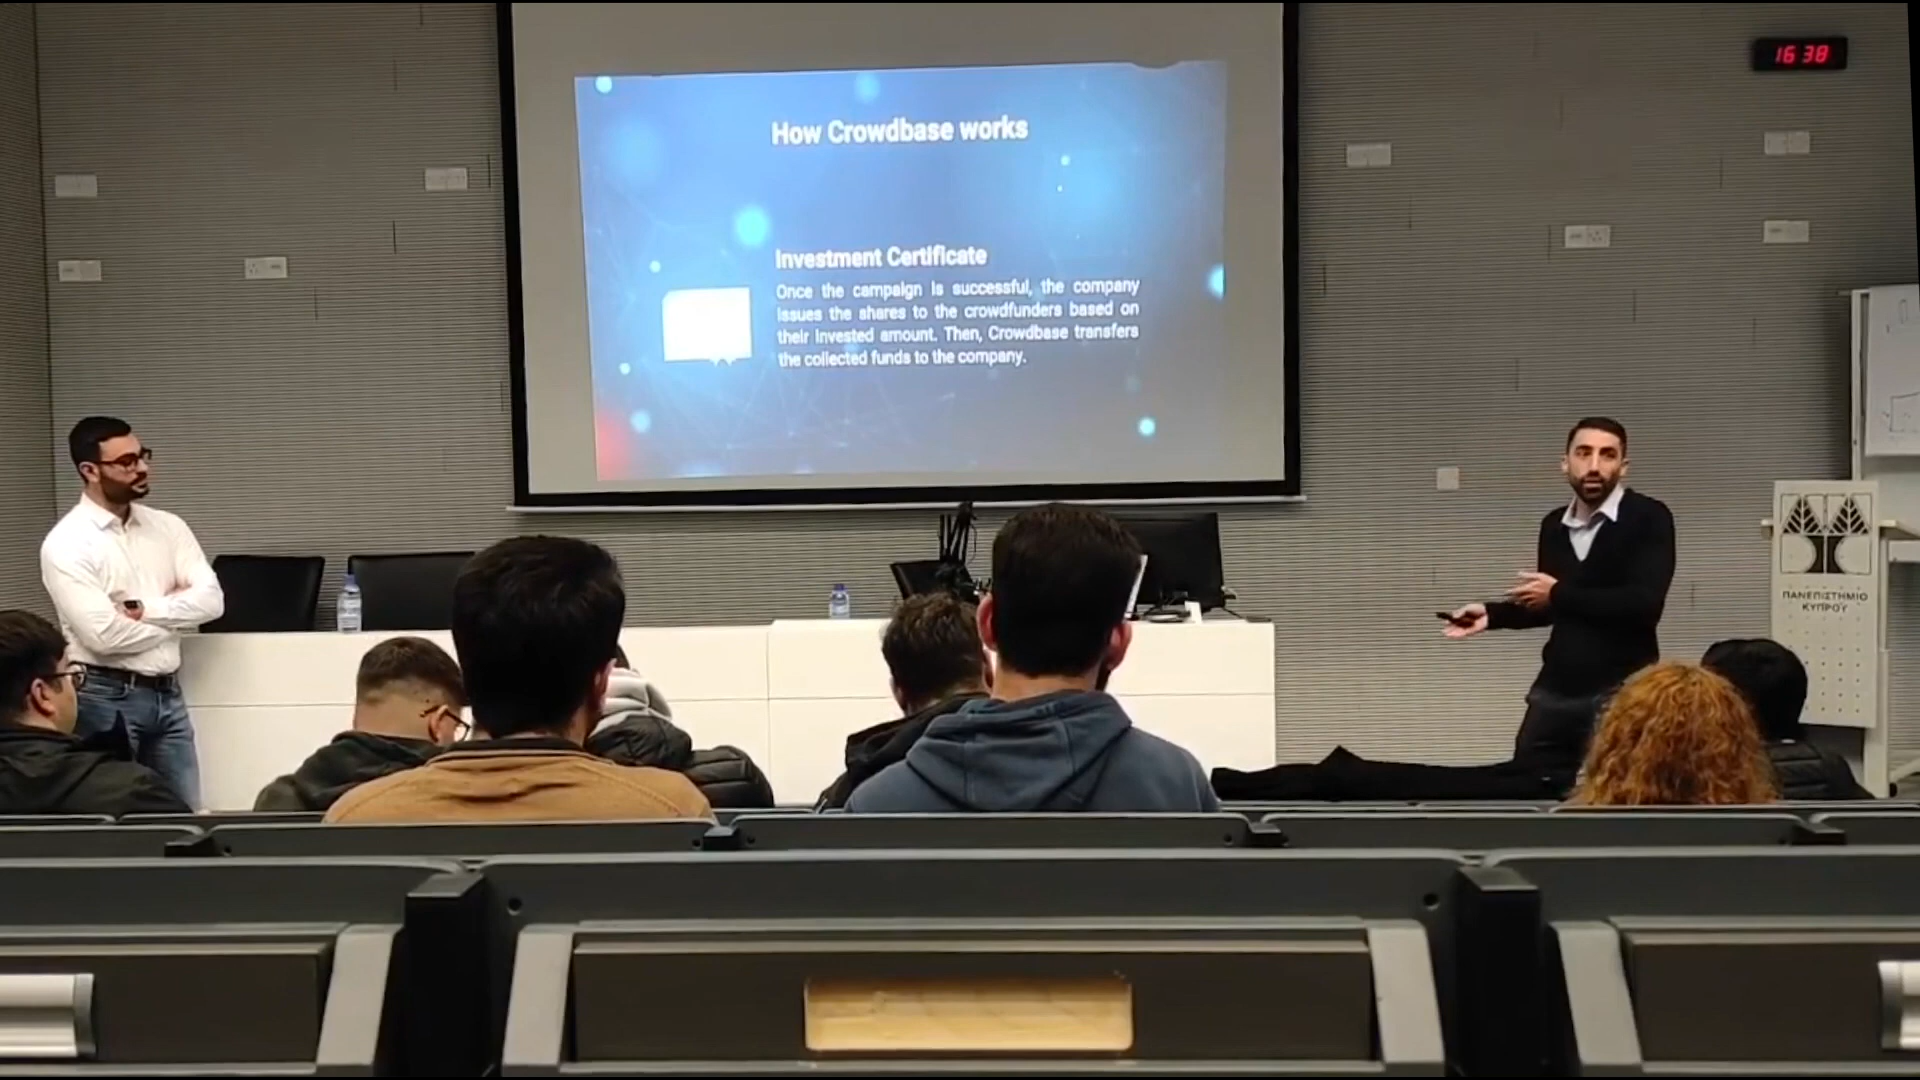 16 38
How Crowdbase works
Investment Certificate
Once the campaign is successful, the company
issues the shares to the crowdfunders based on
their invested amount. Then, Crowdbase transfers
the collected funds to the company.
ΠΑΝΕΠΙΣΤΗΜΙΟ
ΚΥΠΡΟΥ